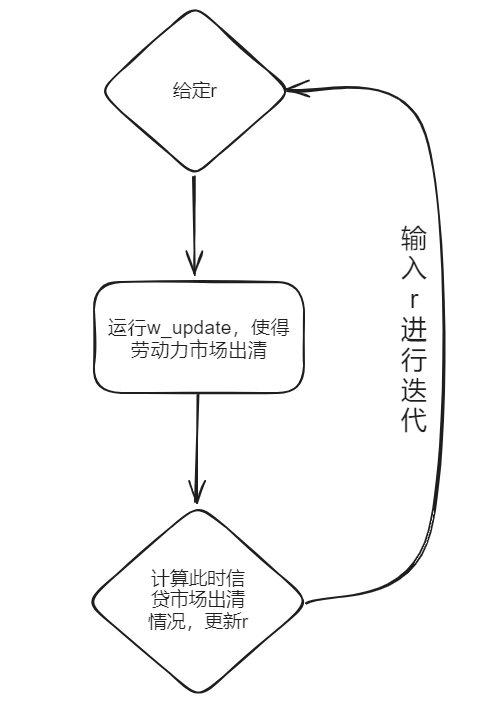 给定r
运行w_update，使得
劳动力市场出清
计算此时信
贷市场出清
情况，更新r
输
入
r
进
行
迭
代